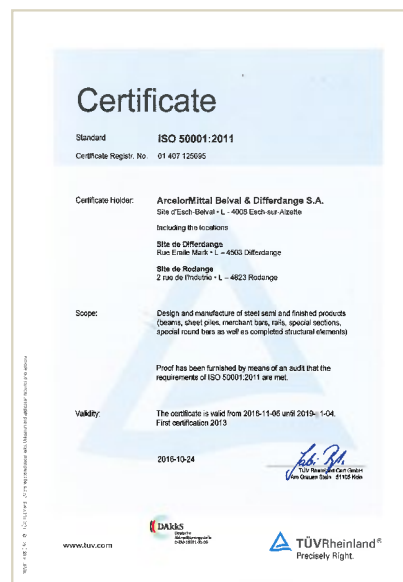 Certificate
Standard ISO 50001:2011
Certificate Registr. No. 01 407 125095
Certificate Holder: ArcelorMittal Belval & Differdange S.A.
Site d'Esch-Belval • L - 4008 Esch-sur-Alzette
Including the locations
Site de Differdange
Rue Emile Mark • L – 4503 Differdange
Site de Rodange
2 rue de l'Industrie • L – 4823 Rodange
Scope: Design and manufacture of steel semi and finished products
(beams, sheet piles, merchant bars, rails, special sections,
special round bars as well as completed structural elements)
Proof has been furnished by means of an audit that the
requirements of ISO 50001:2011 are met.
Validity: The certificate is valid from 2016-11-05 until 2019-11-04.
First certification 2013
2016-10-24
TÜV Rheinland Cert GmbH
Am Grauen Stein · 51105 Köln
www.tuv.com
DAkkS
Deutsche
Akkreditierungsstelle
TÜVRheinland®
Precisely Right.